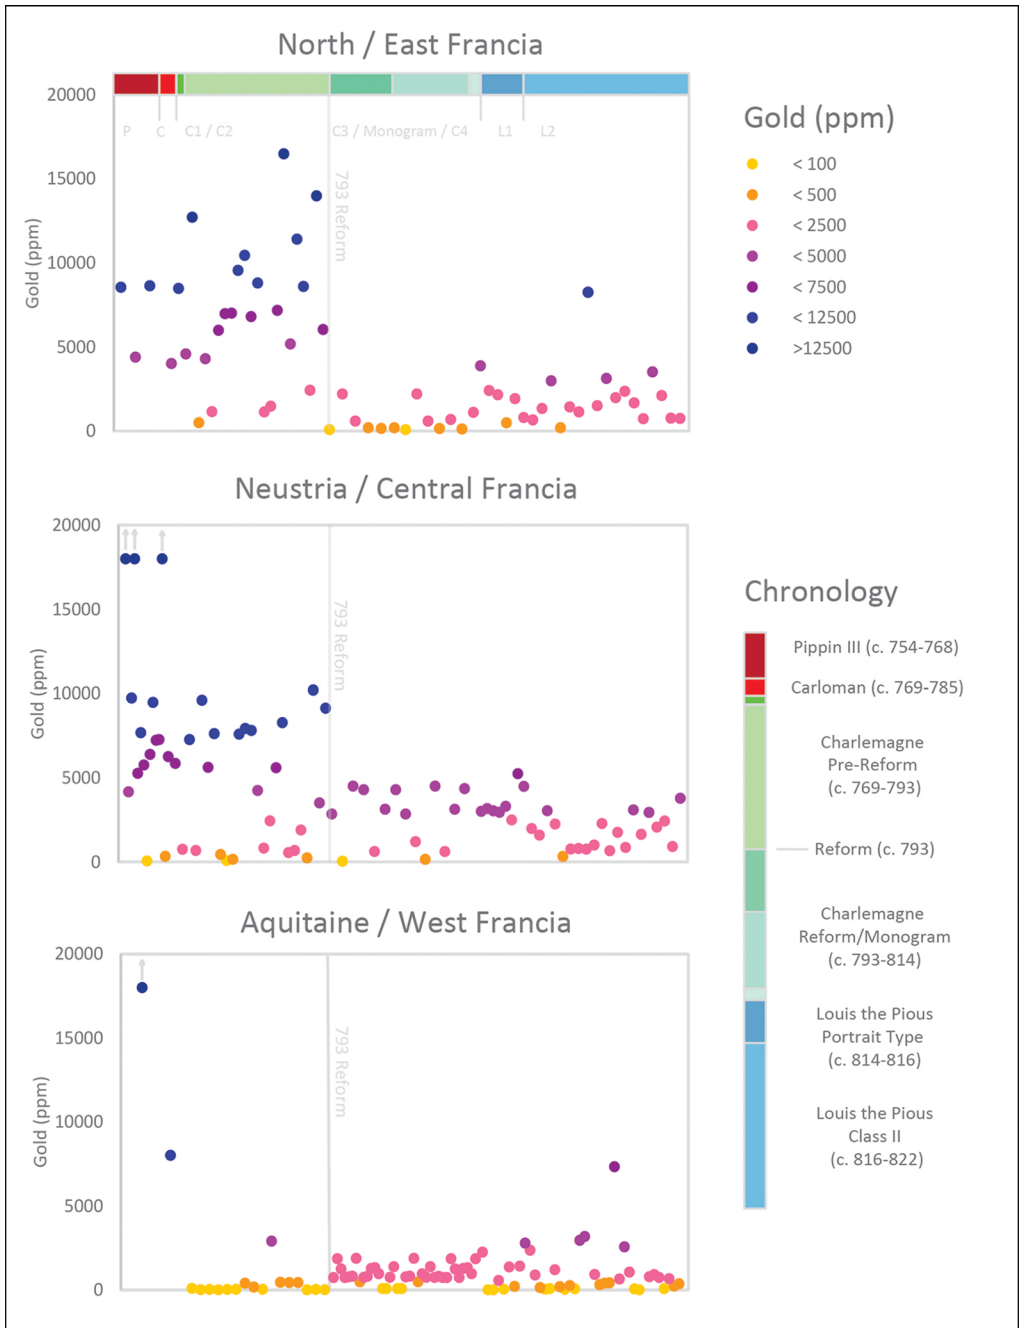 North / East Francia
20000
P
C
C1 / C2
C3 / Monogram / C4
L1
L2
15000
10000
5000
0
Gold (ppm)
793 Reform
Gold (ppm)
< 100
< 500
< 2500
< 5000
< 7500
< 12500
>12500
Neustria / Central Francia
20000
15000
10000
5000
0
Gold (ppm)
793 Reform
Aquitaine / West Francia
20000
15000
10000
5000
0
Gold (ppm)
793 Reform
Chronology
Pippin III (c. 754-768)
Carloman (c. 769-785)
Charlemagne
Pre-Reform
(c. 769-793)
Reform (c. 793)
Charlemagne
Reform/Monogram
(c. 793-814)
Louis the Pious
Portrait Type
(c. 814-816)
Louis the Pious
Class II
(c. 816-822)